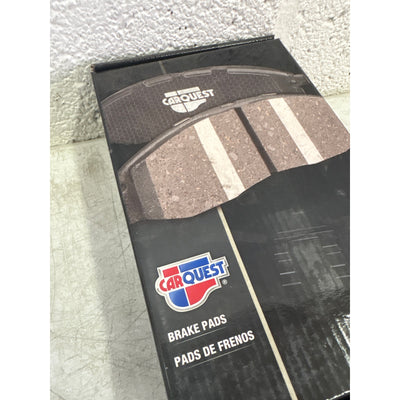 CARQUEST
CARQUEST®
BRAKE PADS
PADS DE FRENOS